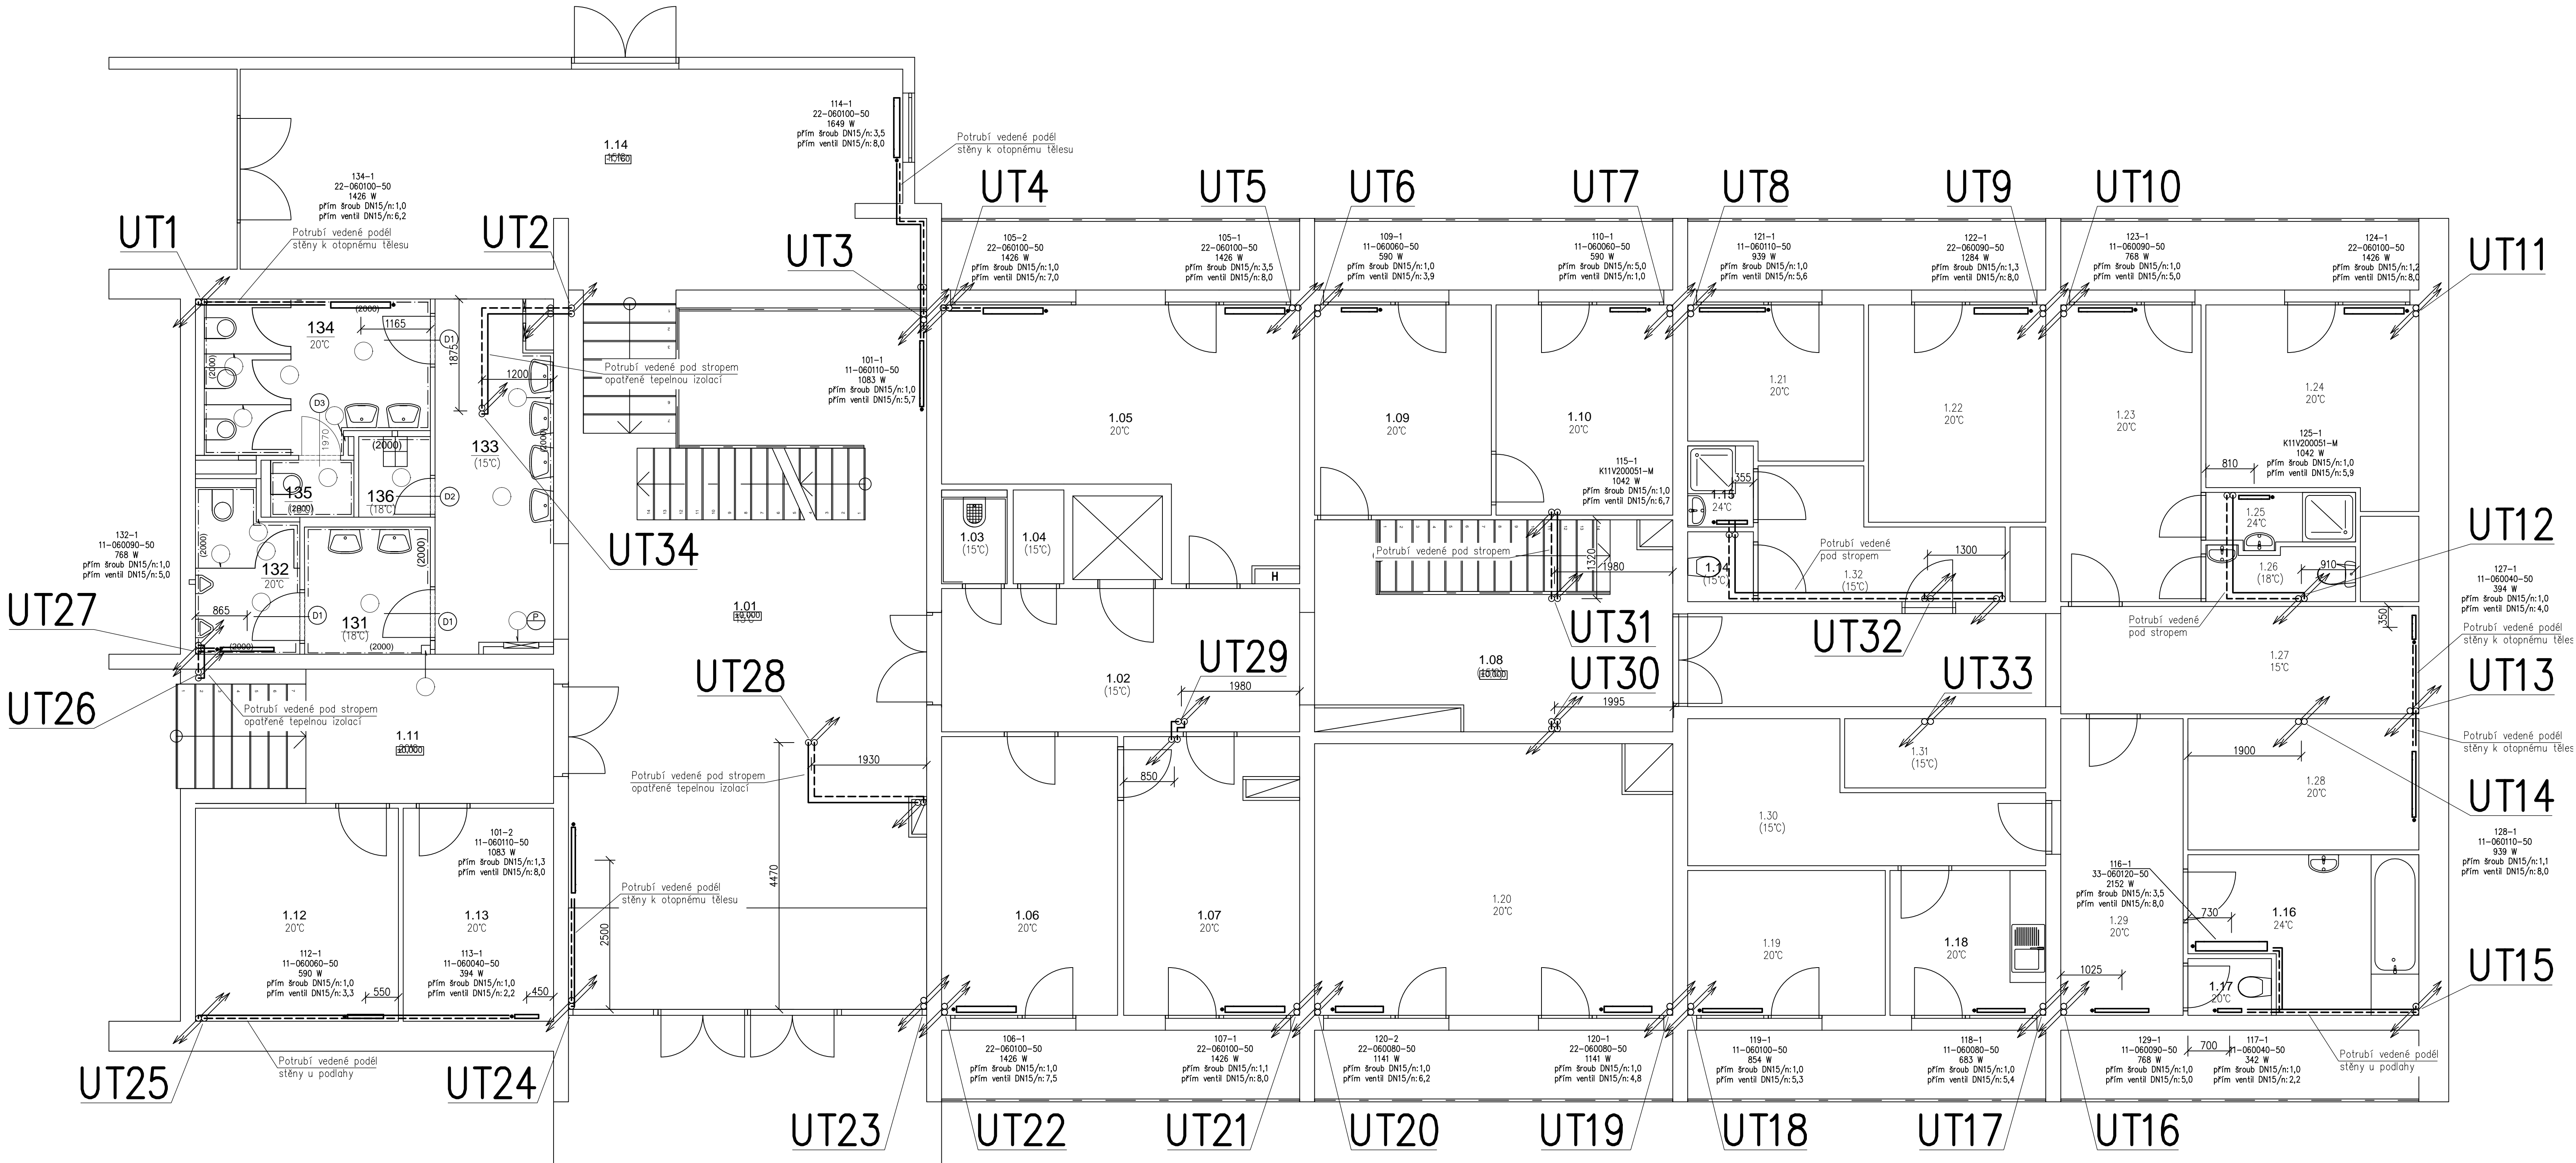 114-1
22-060100-50
1649 W
přím šroub DN15/n:3,5
přím ventil DN15/n:8,0
1.14
Potrubí vedené podél
stěny k otopnému tělesu
134-1
22-060100-50
1426 W
přím šroub DN15/n:1,0
přím ventil DN15/n:6,2
Potrubí vedené podél
stěny k otopnému tělesu
UT1
UT2
UT3
UT4
UT5
UT6
UT7
UT8
UT9
UT10
UT11
105-2
22-060100-50
1426 W
přím šroub DN15/n:1,0
přím ventil DN15/n:7,0
105-1
22-060100-50
1426 W
přím šroub DN15/n:3,5
přím ventil DN15/n:8,0
109-1
11-060060-50
590 W
přím šroub DN15/n:1,0
přím ventil DN15/n:3,9
110-1
11-060060-50
590 W
přím šroub DN15/n:5,0
přím ventil DN15/n:1,0
121-1
11-060110-50
939 W
přím šroub DN15/n:1,0
přím ventil DN15/n:5,6
122-1
22-060090-50
1284 W
přím šroub DN15/n:1,3
přím ventil DN15/n:8,0
123-1
11-060090-50
768 W
přím šroub DN15/n:1,0
přím ventil DN15/n:5,0
124-1
22-060100-50
1426 W
přím šroub DN15/n:1,2
přím ventil DN15/n:8,0
(2000)
134
20°C
1165
D1
1875
1200
(2000)
D3
1970
(2000)
133
(15°C)
(2000)
135
(2000)
136
(18°C)
D2
Potrubí vedené pod stropem
opatřené tepelnou izolací
101-1
11-060110-50
1083 W
přím šroub DN15/n:1,0
přím ventil DN15/n:5,7
1.05
20°C
1.09
20°C
1.10
20°C
115-1
K11V200051-M
1042 W
přím šroub DN15/n:1,0
přím ventil DN15/n:6,7
1.21
20°C
1.22
20°C
1.23
20°C
1.24
20°C
125-1
K11V200051-M
1042 W
přím šroub DN15/n:1,0
přím ventil DN15/n:5,9
810
355
1.15
24°C
1.25
24°C
132-1
11-060090-50
768 W
přím šroub DN15/n:1,0
přím ventil DN15/n:5,0
(2000)
132
20°C
(2000)
865
D1
131
(18°C)
(2000)
(2000)
D1
P
UT34
1.01
1.03
(15°C)
1.04
(15°C)
H
Potrubí vedené pod stropem
1320
1980
1.14
(15°C)
Potrubí vedené
pod stropem
1300
1.32
(15°C)
1.26
(18°C)
910
Potrubí vedené
pod stropem
UT12
127-1
11-060040-50
394 W
přím šroub DN15/n:1,0
přím ventil DN15/n:4,0
350
Potrubí vedené podél
stěny k otopnému
UT27
UT26
Potrubí vedené pod stropem
opatřené tepelnou izolací
1.11
±0,000
UT28
UT29
1.02
(15°C)
1980
UT31
1.08
UT30
1995
UT32
UT33
1.27
15°C
UT13
Potrubí vedené podél
stěny k otopnému
1930
Potrubí vedené pod stropem
opatřené tepelnou izolací
850
1.31
(15°C)
1900
1.28
20°C
UT14
128-1
11-060110-50
939 W
přím šroub DN15/n:1,1
přím ventil DN15/n:8,0
101-2
11-060110-50
1083 W
přím šroub DN15/n:1,3
přím ventil DN15/n:8,0
Potrubí vedené podél
stěny k otopnému tělesu
2500
4470
1.30
(15°C)
116-1
33-060120-50
2152 W
přím šroub DN15/n:3,5
přím ventil DN15/n:8,0
1.12
20°C
1.13
20°C
1.06
20°C
1.07
20°C
1.20
20°C
1.19
20°C
1.18
20°C
1.29
20°C
730
1.16
24°C
112-1
11-060060-50
590 W
přím šroub DN15/n:1,0
přím ventil DN15/n:3,3
550
113-1
11-060040-50
394 W
přím šroub DN15/n:1,0
přím ventil DN15/n:2,2
450
1025
1.17
20°C
UT15
Potrubí vedené podél
stěny u podlahy
106-1
22-060100-50
1426 W
přím šroub DN15/n:1,0
přím ventil DN15/n:7,5
107-1
22-060100-50
1426 W
přím šroub DN15/n:1,1
přím ventil DN15/n:8,0
120-2
22-060080-50
1141 W
přím šroub DN15/n:1,0
přím ventil DN15/n:6,2
120-1
22-060080-50
1141 W
přím šroub DN15/n:1,0
přím ventil DN15/n:4,8
119-1
11-060100-50
854 W
přím šroub DN15/n:1,0
přím ventil DN15/n:5,3
118-1
11-060080-50
683 W
přím šroub DN15/n:1,0
přím ventil DN15/n:5,4
129-1
11-060090-50
768 W
přím šroub DN15/n:1,0
přím ventil DN15/n:5,0
700
117-1
11-060040-50
342 W
přím šroub DN15/n:1,0
přím ventil DN15/n:2,2
Potrubí vedené podél
stěny u podlahy
UT25
UT24
UT23
UT22
UT21
UT20
UT19
UT18
UT17
UT16